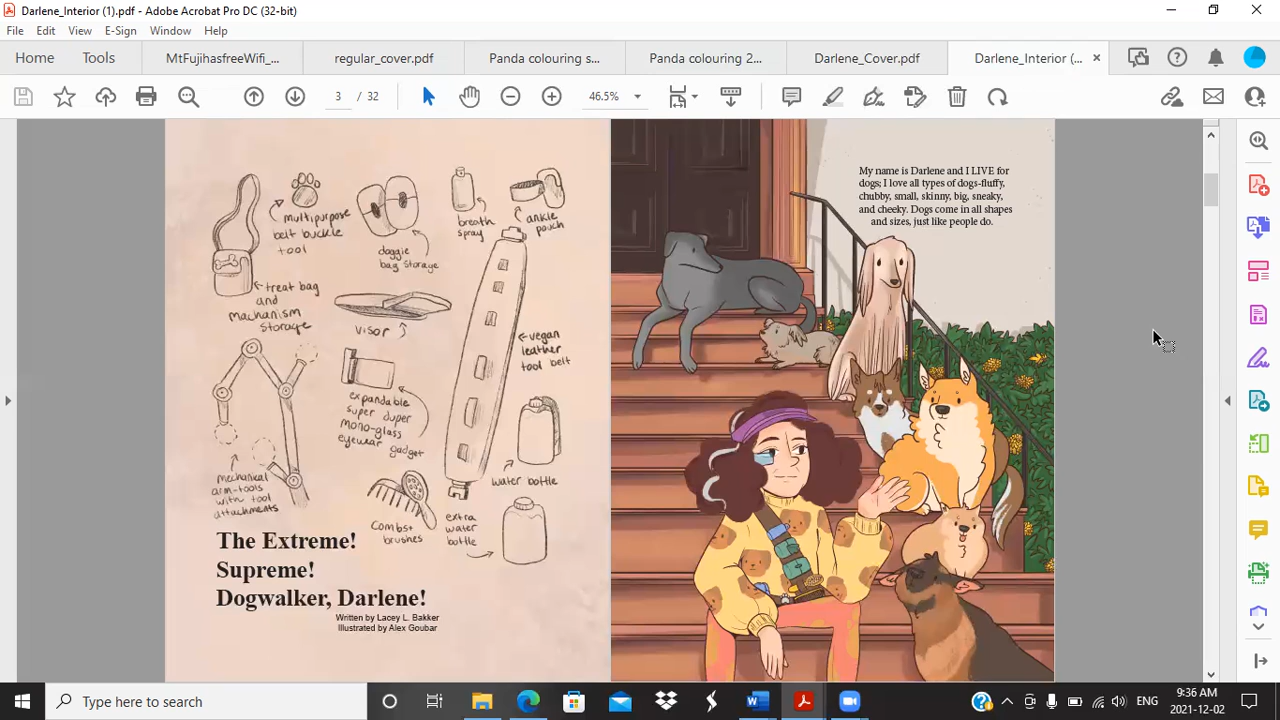 Darlene_Interior (1).pdf - Adobe Acrobat Pro DC (32-bit)
File Edit View E-Sign Window Help
Home Tools MtFujihasfreeWifi_... regular_cover.pdf Panda colouring s... Panda colouring 2... Darlene_Cover.pdf Darlene_Interior (... ×
3 / 32 46.5%
multipurpose
belt buckle
tool
doggie
bag storage
breath
spray
ankle
pouch
treat bag
and
machanism
storage
visor
vegan
leather
tool belt
expandable
super duper
mono-glass
eyewear gadget
water bottle
mechanical
arm-tools
with tool
attachments
combs+
brushes
extra
water
bottle
The Extreme!
Supreme!
Dogwalker, Darlene!
Written by Lacey L. Bakker
Illustrated by Alex Goubar
My name is Darlene and I LIVE for
dogs; I love all types of dogs-fluffy,
chubby, small, skinny, big, sneaky,
and cheeky. Dogs come in all shapes
and sizes, just like people do.
Type here to search
ENG
9:36 AM
2021-12-02